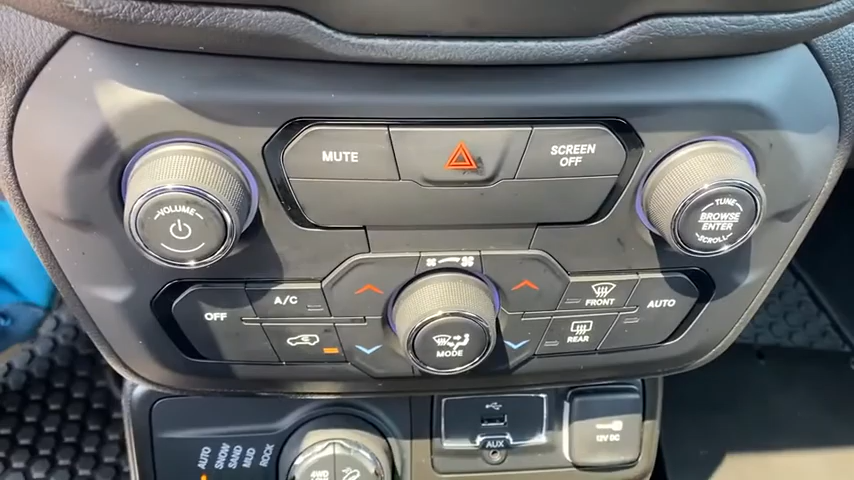 MUTE
SCREEN
OFF
VOLUME
TUNE
BROWSE
ENTER
SCROLL
OFF
A/C
FRONT
AUTO
MODE
REAR
AUTO
SNOW
SAND
MUD
ROCK
4WD
AUX
12V DC